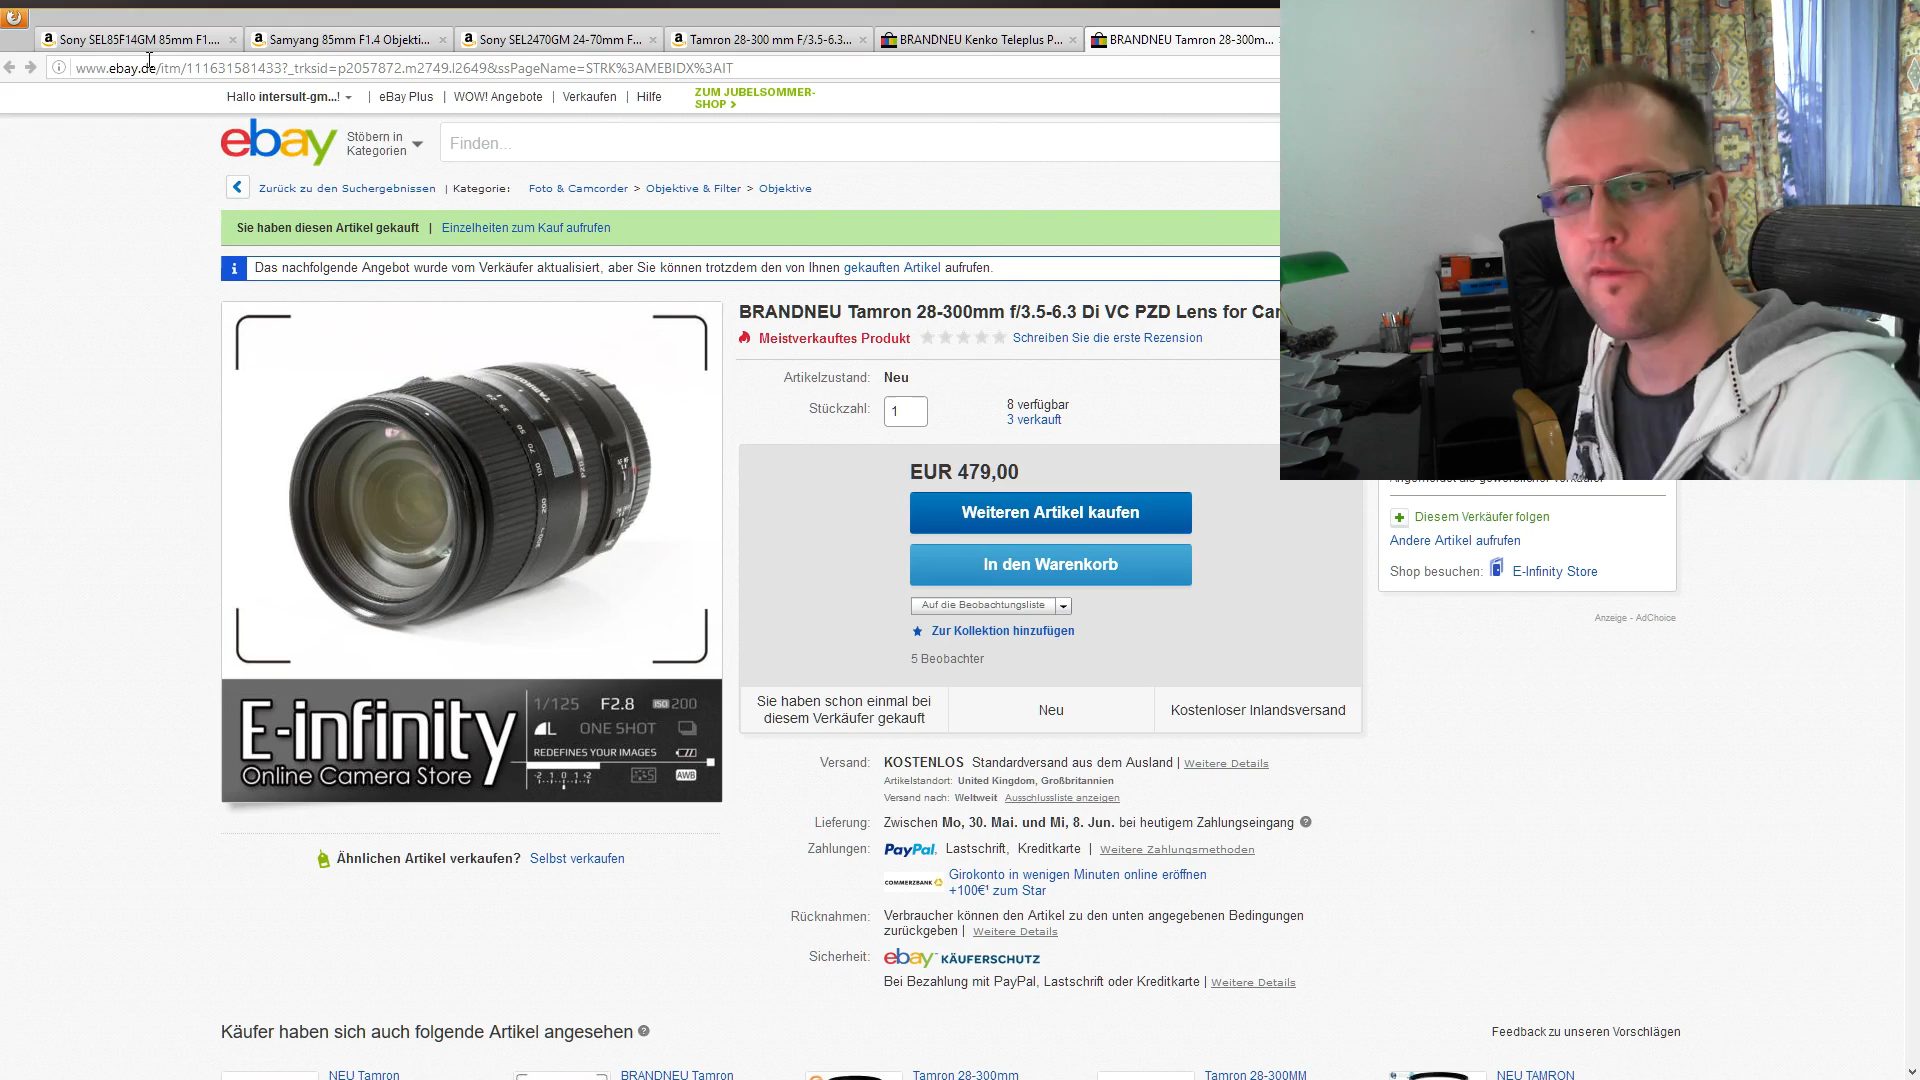 Sony SEL85F14GM 85mm F1....
Samyang 85mm F1.4 Objekti...
Sony SEL2470GM 24-70mm F...
Tamron 28-300 mm F/3.5-6.3...
BRANDNEU Kenko Teleplus P...
BRANDNEU Tamron 28-300m...
www.ebay.de/itm/111631581433?_trksid=p2057872.m2749.l2649&ssPageName=STRK%3AMEBIDX%3AIT
Hallo intersult-gm...! | eBay Plus | WOW! Angebote | Verkaufen | Hilfe
ZUM JUBELSOMMER-
SHOP >
ebay
Stöbern in
Kategorien
Finden...
Zurück zu den Suchergebnissen | Kategorie: Foto & Camcorder > Objektive & Filter > Objektive
Sie haben diesen Artikel gekauft | Einzelheiten zum Kauf aufrufen
Das nachfolgende Angebot wurde vom Verkäufer aktualisiert, aber Sie können trotzdem den von Ihnen gekauften Artikel aufrufen.
BRANDNEU Tamron 28-300mm f/3.5-6.3 Di VC PZD Lens for Can
Meistverkauftes Produkt
Schreiben Sie die erste Rezension
Artikelzustand: Neu
Stückzahl: 1
8 verfügbar
3 verkauft
EUR 479,00
Weiteren Artikel kaufen
In den Warenkorb
Auf die Beobachtungsliste
Zur Kollektion hinzufügen
5 Beobachter
Sie haben schon einmal bei
diesem Verkäufer gekauft
Neu
Kostenloser Inlandsversand
Angemeldet als gewerblicher Verkäufer
Diesem Verkäufer folgen
Andere Artikel aufrufen
Shop besuchen: E-Infinity Store
Anzeige - AdChoice
TAMRON
E-infinity
Online Camera Store
1/125 F2.8 ISO 200
L ONE SHOT
REDEFINES YOUR IMAGES
-2 1 0 1 +2
AWB
Ähnlichen Artikel verkaufen? Selbst verkaufen
Versand: KOSTENLOS Standardversand aus dem Ausland | Weitere Details
Artikelstandort: United Kingdom, Großbritannien
Versand nach: Weltweit Ausschlussliste anzeigen
Lieferung: Zwischen Mo, 30. Mai. und Mi, 8. Jun. bei heutigem Zahlungseingang
Zahlungen: PayPal, Lastschrift, Kreditkarte | Weitere Zahlungsmethoden
COMMERZBANK
Girokonto in wenigen Minuten online eröffnen
+100€¹ zum Star
Rücknahmen: Verbraucher können den Artikel zu den unten angegebenen Bedingungen
zurückgeben | Weitere Details
Sicherheit: ebay KÄUFERSCHUTZ
Bei Bezahlung mit PayPal, Lastschrift oder Kreditkarte | Weitere Details
Käufer haben sich auch folgende Artikel angesehen
Feedback zu unseren Vorschlägen
NEU Tamron
BRANDNEU Tamron
Tamron 28-300mm
Tamron 28-300MM
NEU TAMRON